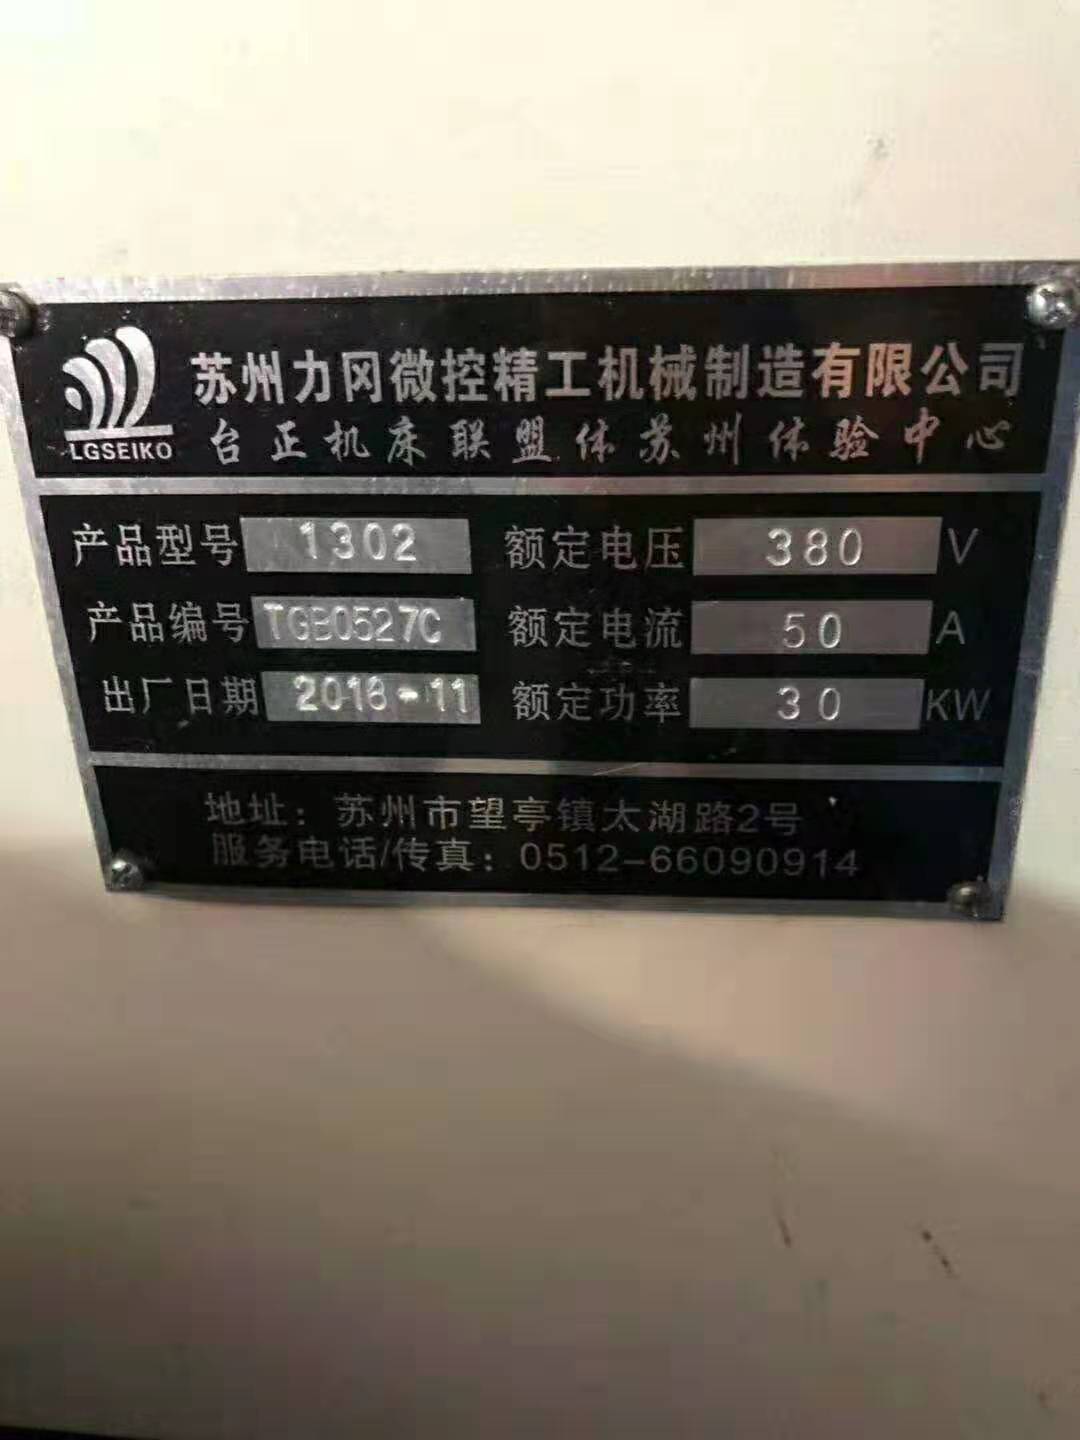 苏州力冈微控精工机械制造有限公司
LGSEIKO
台正机床联盟体苏州体验中心
产品型号 1302 额定电压 380 V
产品编号 TGB0527C 额定电流 50 A
出厂日期 2016-11 额定功率 30 KW
地址：苏州市望亭镇太湖路2号
服务电话/传真：0512-66090914